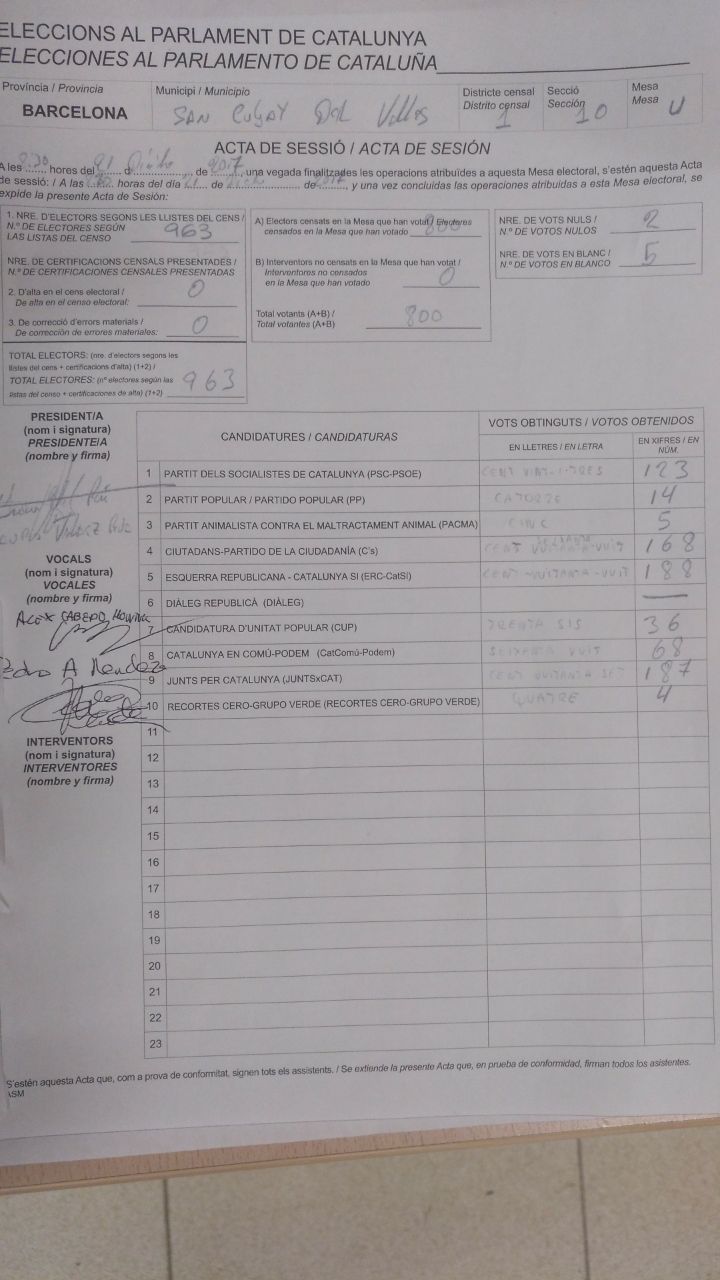 ELECCIONS AL PARLAMENT DE CATALUNYA
ELECCIONES AL PARLAMENTO DE CATALUÑA
Província / Provincia
BARCELONA
Municipi / Municipio
SAN CUGAT DEL Vallés
Districte censal
Distrito censal
1
Secció
Sección
10
Mesa
Mesa
U
ACTA DE SESSIÓ / ACTA DE SESIÓN
A les 8:30 hores del 21 d de 2017, una vegada finalitzades les operacions atribuïdes a aquesta Mesa electoral, s'estén aquesta Acta
de sessió: / A las horas del día 21 de de 2017, y una vez concluidas las operaciones atribuidas a esta Mesa electoral, se
expide la presente Acta de Sesión:
1. NRE. D'ELECTORS SEGONS LES LLISTES DEL CENS /
N.º DE ELECTORES SEGÚN
LAS LISTAS DEL CENSO 963
NRE. DE CERTIFICACIONS CENSALS PRESENTADES /
N.º DE CERTIFICACIONES CENSALES PRESENTADAS
2. D'alta en el cens electoral /
De alta en el censo electoral: 0
3. De correcció d'errors materials /
De corrección de errores materiales: 0
TOTAL ELECTORS: (nre. d'electors segons les
llistes del cens + certificacions d'alta) (1+2) /
TOTAL ELECTORES: (nº electores según las
listas del censo + certificaciones de alta) (1+2) 963
A) Electors censats en la Mesa que han votat / Electores
censados en la Mesa que han votado 800
B) Interventors no censats en la Mesa que han votat /
Interventores no censados
en la Mesa que han votado 0
Total votants (A+B) /
Total votantes (A+B) 800
NRE. DE VOTS NULS /
N.º DE VOTOS NULOS 2
NRE. DE VOTS EN BLANC /
N.º DE VOTOS EN BLANCO 5
PRESIDENT/A
(nom i signatura)
PRESIDENTE/A
(nombre y firma)
VOCALS
(nom i signatura)
VOCALES
(nombre y firma)
ALEX CABERO
Pedro A Mendoza
INTERVENTORS
(nom i signatura)
INTERVENTORES
(nombre y firma)
CANDIDATURES / CANDIDATURAS
VOTS OBTINGUTS / VOTOS OBTENIDOS
EN LLETRES / EN LETRA
EN XIFRES / EN NÚM.
1 PARTIT DELS SOCIALISTES DE CATALUNYA (PSC-PSOE) CENT VINT-I-TRES 123
2 PARTIT POPULAR / PARTIDO POPULAR (PP) CATORZE 14
3 PARTIT ANIMALISTA CONTRA EL MALTRACTAMENT ANIMAL (PACMA) CINC 5
4 CIUTADANS-PARTIDO DE LA CIUDADANÍA (C's) CENT SEIXANTA-VUIT 168
5 ESQUERRA REPUBLICANA - CATALUNYA SI (ERC-CatSI) CENT-VUITANTA-VUIT 188
6 DIÀLEG REPUBLICÀ (DIÀLEG) —
7 CANDIDATURA D'UNITAT POPULAR (CUP) TRENTA SIS 36
8 CATALUNYA EN COMÚ-PODEM (CatComú-Podem) SEIXANTA VUIT 68
9 JUNTS PER CATALUNYA (JUNTSxCAT) CENT VUITANTA SET 187
10 RECORTES CERO-GRUPO VERDE (RECORTES CERO-GRUPO VERDE) QUATRE 4
11
12
13
14
15
16
17
18
19
20
21
22
23
S'estén aquesta Acta que, com a prova de conformitat, signen tots els assistents. / Se extiende la presente Acta que, en prueba de conformidad, firman todos los asistentes.
ASM